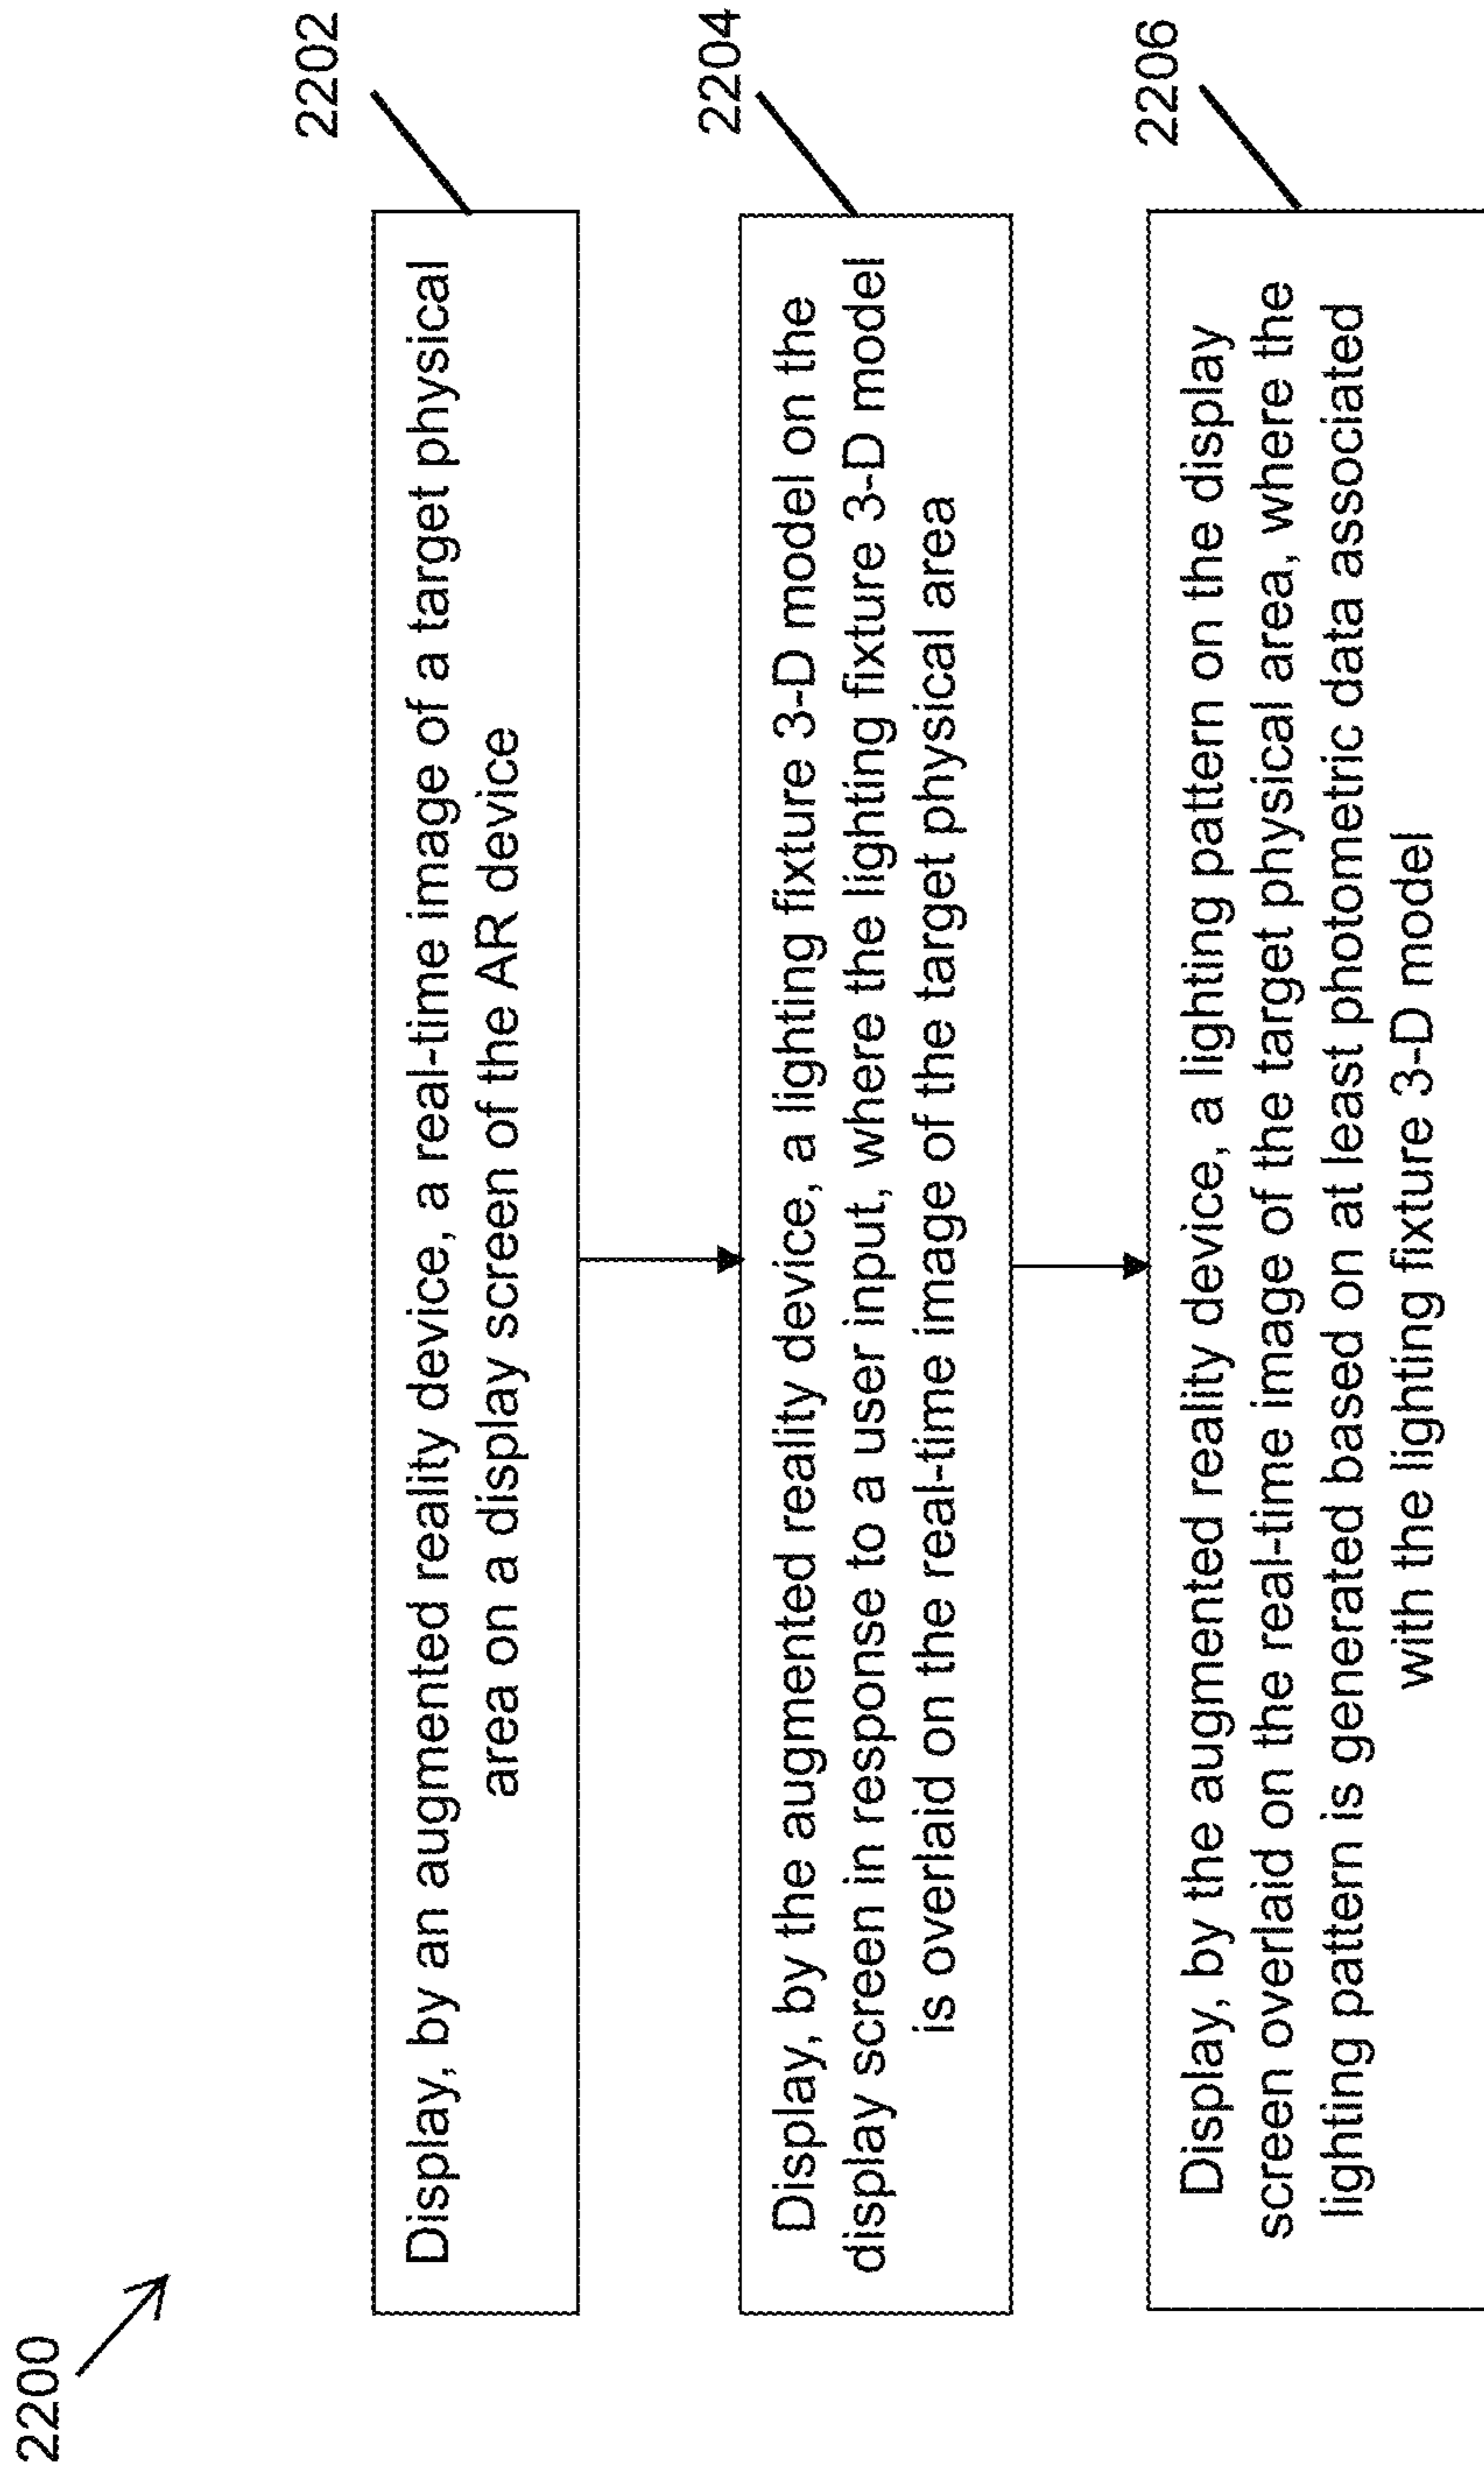 2200
2202
Display, by an augmented reality device, a real-time image of a target physical
area on a display screen of the AR device
2204
Display, by the augmented reality device, a lighting fixture 3-D model on the
display screen in response to a user input, where the lighting fixture 3-D model
is overlaid on the real-time image of the target physical area
2206
Display, by the augmented reality device, a lighting pattern on the display
screen overlaid on the real-time image of the target physical area, where the
lighting pattern is generated based on at least photometric data associated
with the lighting fixture 3-D model